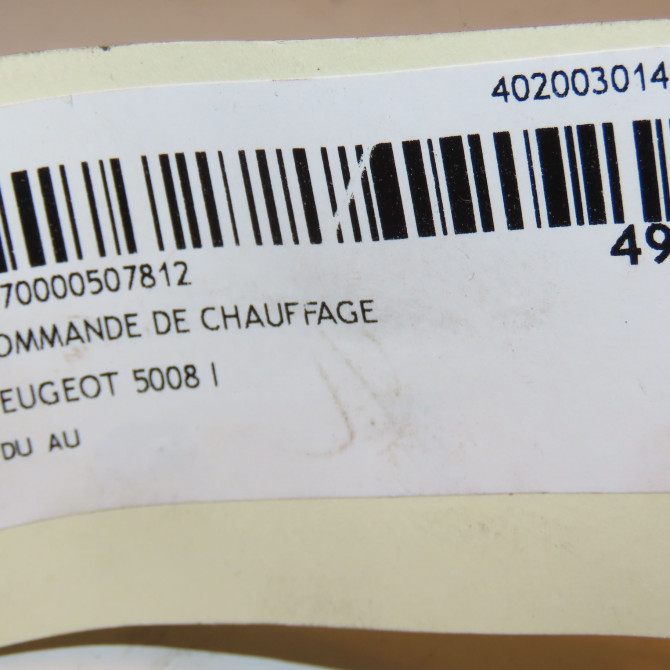 402003014
49
70000507812
OMMANDE DE CHAUFFAGE
EUGEOT 5008 I
DU AU